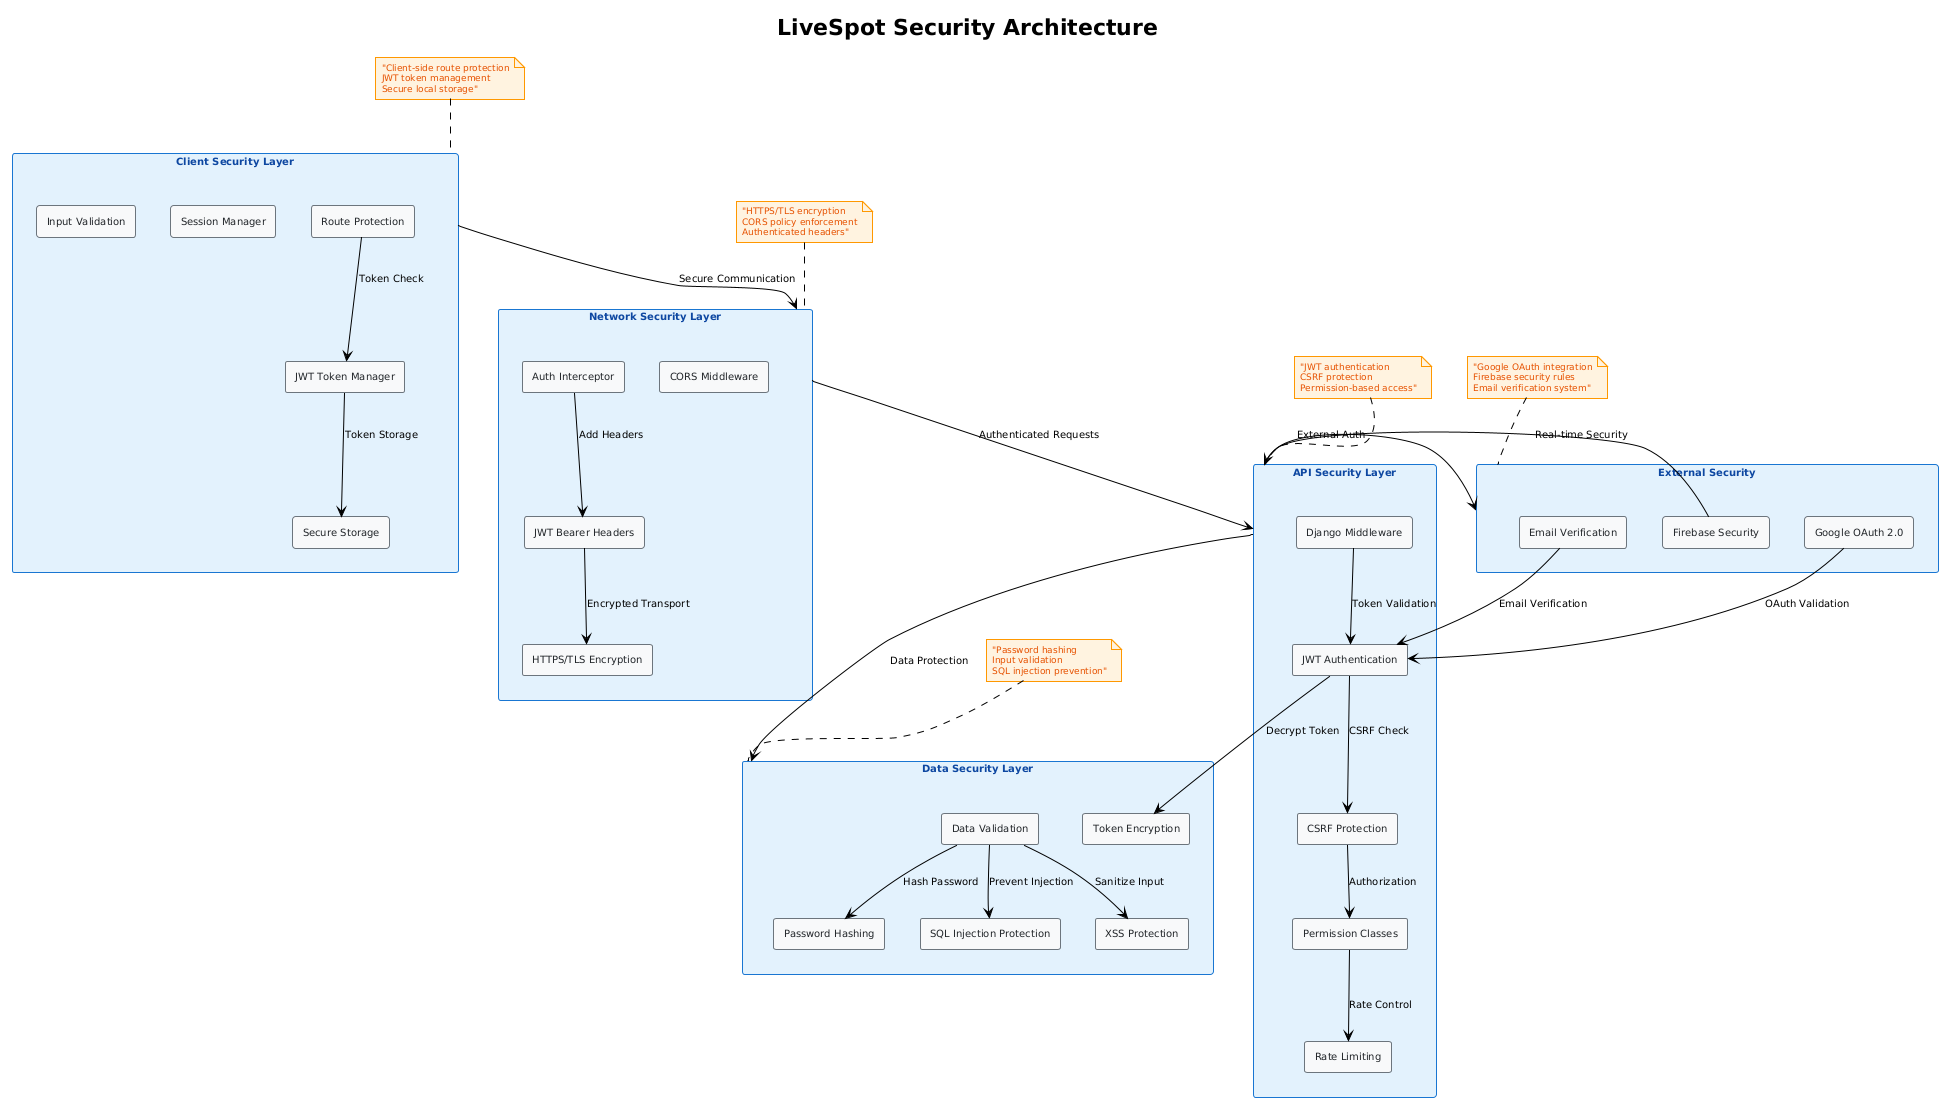 LiveSpot Security Architecture
"Client-side route protection
JWT token management
Secure local storage"
Client Security Layer
Input Validation
Session Manager
Route Protection
Token Check
JWT Token Manager
Token Storage
Secure Storage
Secure Communication
"HTTPS/TLS encryption
CORS policy enforcement
Authenticated headers"
Network Security Layer
Auth Interceptor
CORS Middleware
Add Headers
JWT Bearer Headers
Encrypted Transport
HTTPS/TLS Encryption
Authenticated Requests
"JWT authentication
CSRF protection
Permission-based access"
"Google OAuth integration
Firebase security rules
Email verification system"
External Auth
Real-time Security
API Security Layer
Django Middleware
Token Validation
JWT Authentication
Decrypt Token
CSRF Check
CSRF Protection
Authorization
Permission Classes
Rate Control
Rate Limiting
External Security
Email Verification
Firebase Security
Google OAuth 2.0
Email Verification
OAuth Validation
Data Protection
"Password hashing
Input validation
SQL injection prevention"
Data Security Layer
Data Validation
Token Encryption
Hash Password
Prevent Injection
Sanitize Input
Password Hashing
SQL Injection Protection
XSS Protection